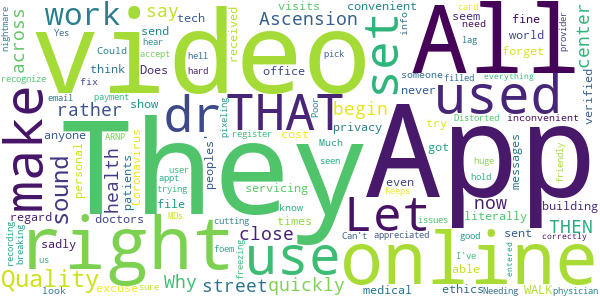 nightmare
Yes
send
hear
say
tech
received
visits
convenient
info
card
provider
someone
across
work
video
Ascension
seem
need
lag
fine
world
forget
All
center
Could
think
accept
hell
office
pick
Does
hard
fix
recognize
rather
show
never
filled
everything
email
payment
dr
THAT
begin
set
used
verified
Distorted
inconvenient
make
anyone
ARNP
personal
coronavirus
patients
peoples'
Poor
pixeling
privacy
register
cost
try
even
got
messages
They
App
sound
health
user
appt
trying
Much
seen
servicing
huge
hold
friendly
regard
doctors
file
MDs
times
know
Keeps
issues
Let
now
literally
building
sadly
right
close
cutting
Can't
appreciated
good
sent
THEN
correctly
recording
breaking
us
look
Quality
excuse
sure
Why
foem
freezing
street
use
quickly
medical
online
I've
able
ethics
entered
Needing
WALK
physician